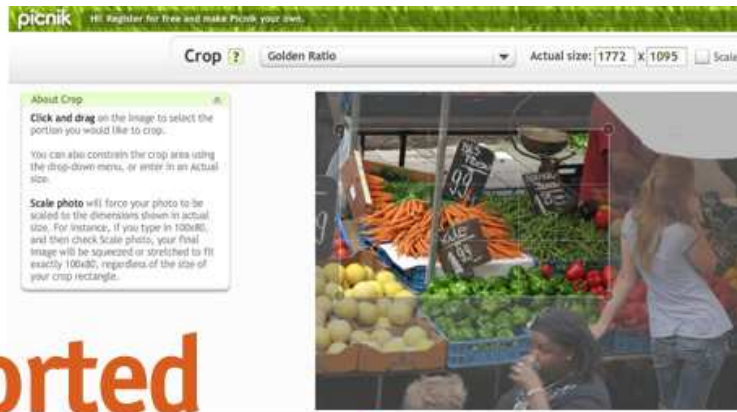 picnik Hi! Register for free and make Picnik your own.
Crop ? Golden Ratio Actual size: 1772 x 1095 Scale
About Crop
Click and drag on the image to select the
portion you would like to crop.
You can also constrain the crop area using
the drop-down menu, or enter in an Actual
size.
Scale photo will force your photo to be
scaled to the dimensions shown in actual
size. For instance, if you type in 100x80,
and then check Scale photo, your final
image will be squeezed or stretched to fit
exactly 100x80, regardless of the size of
your crop rectangle.
99
99
orted